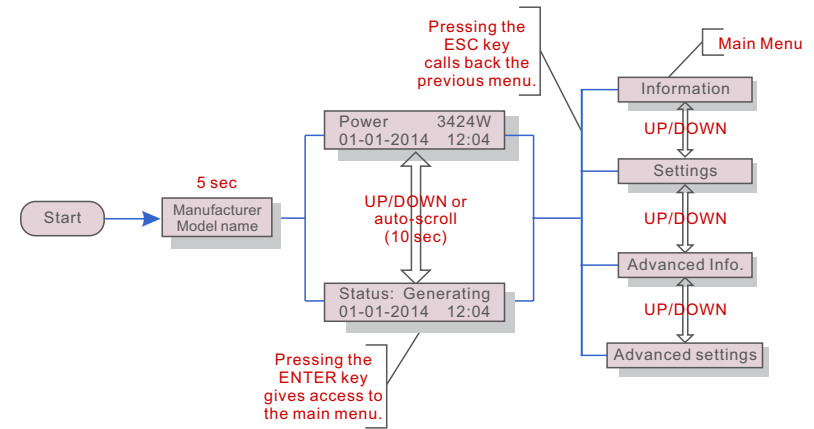 Pressing the
ESC key
calls back the
previous menu.
Main Menu
Information
UP/DOWN
Settings
UP/DOWN
Advanced Info.
UP/DOWN
Advanced settings
Power 3424W
01-01-2014 12:04
UP/DOWN or
auto-scroll
(10 sec)
Status: Generating
01-01-2014 12:04
5 sec
Start
Manufacturer
Model name
Pressing the
ENTER key
gives access to
the main menu.